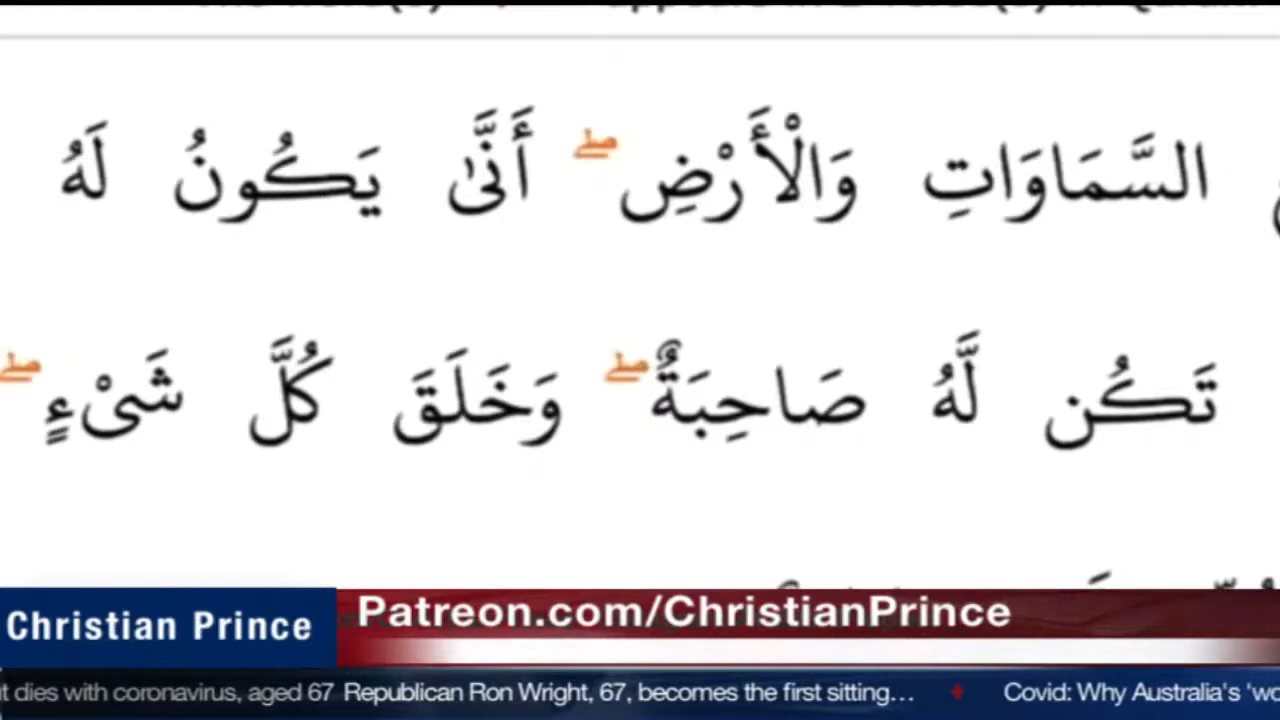 السَّمَاوَاتِ وَالْأَرْضِ ۖ أَنَّىٰ يَكُونُ لَهُ
تَكُن لَّهُ صَاحِبَةٌ ۖ وَخَلَقَ كُلَّ شَيْءٍ ۖ
Christian Prince
Patreon.com/ChristianPrince
dies with coronavirus, aged 67 Republican Ron Wright, 67, becomes the first sitting... Covid: Why Australia's